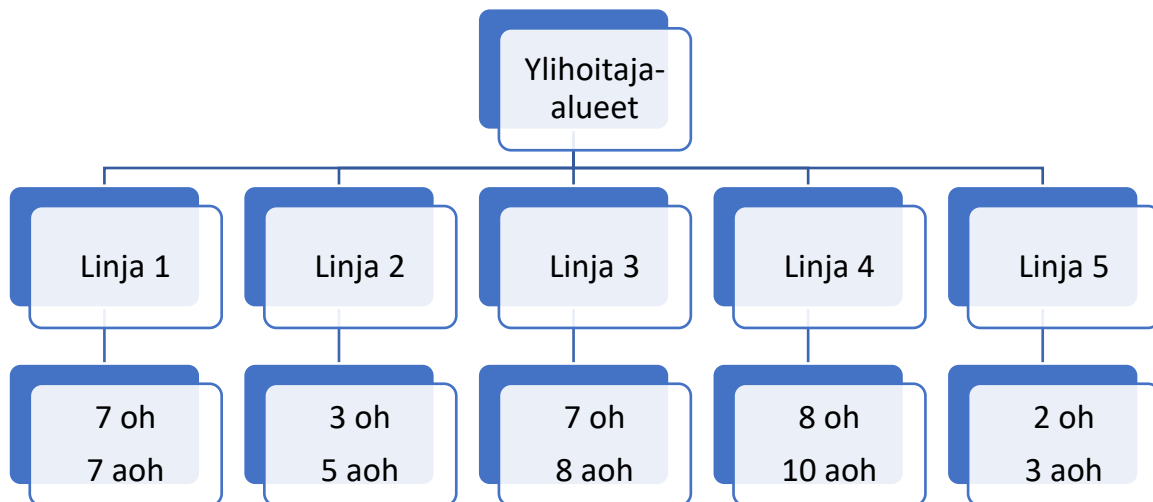 Ylihoitaja-
alueet
Linja 1
Linja 2
Linja 3
Linja 4
Linja 5
7 oh
7 aoh
3 oh
5 aoh
7 oh
8 aoh
8 oh
10 aoh
2 oh
3 aoh